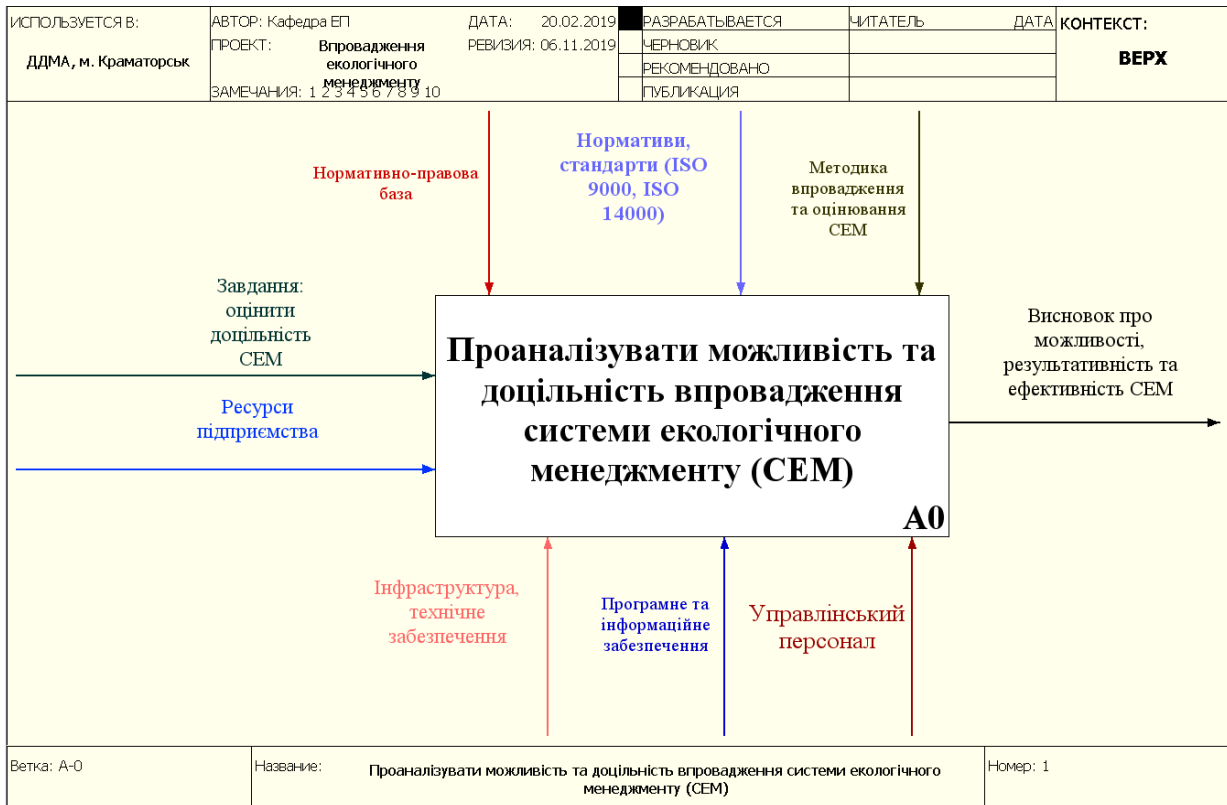 ИСПОЛЬЗУЕТСЯ В:
ДДМА, м. Краматорськ
АВТОР: Кафедра ЕП
ДАТА: 20.02.2019
ПРОЕКТ: Впровадження
екологічного
менеджменту
РЕВИЗИЯ: 06.11.2019
ЗАМЕЧАНИЯ: 1 2 3 4 5 6 7 8 9 10
РАЗРАБАТЫВАЕТСЯ
ЧЕРНОВИК
РЕКОМЕНДОВАНО
ПУБЛИКАЦИЯ
ЧИТАТЕЛЬ
ДАТА
КОНТЕКСТ:
ВЕРХ
Нормативно-правова
база
Нормативи,
стандарти (ISO
9000, ISO
14000)
Методика
впровадження
та оцінювання
СЕМ
Завдання:
оцінити
доцільність
СЕМ
Ресурси
підприємства
Проаналізувати можливість та
доцільність впровадження
системи екологічного
менеджменту (СЕМ)
А0
Висновок про
можливості,
результативність та
ефективність СЕМ
Інфраструктура,
технічне
забезпечення
Програмне та
інформаційне
забезпечення
Управлінський
персонал
Ветка: А-0
Название: Проаналізувати можливість та доцільність впровадження системи екологічного
менеджменту (СЕМ)
Номер: 1